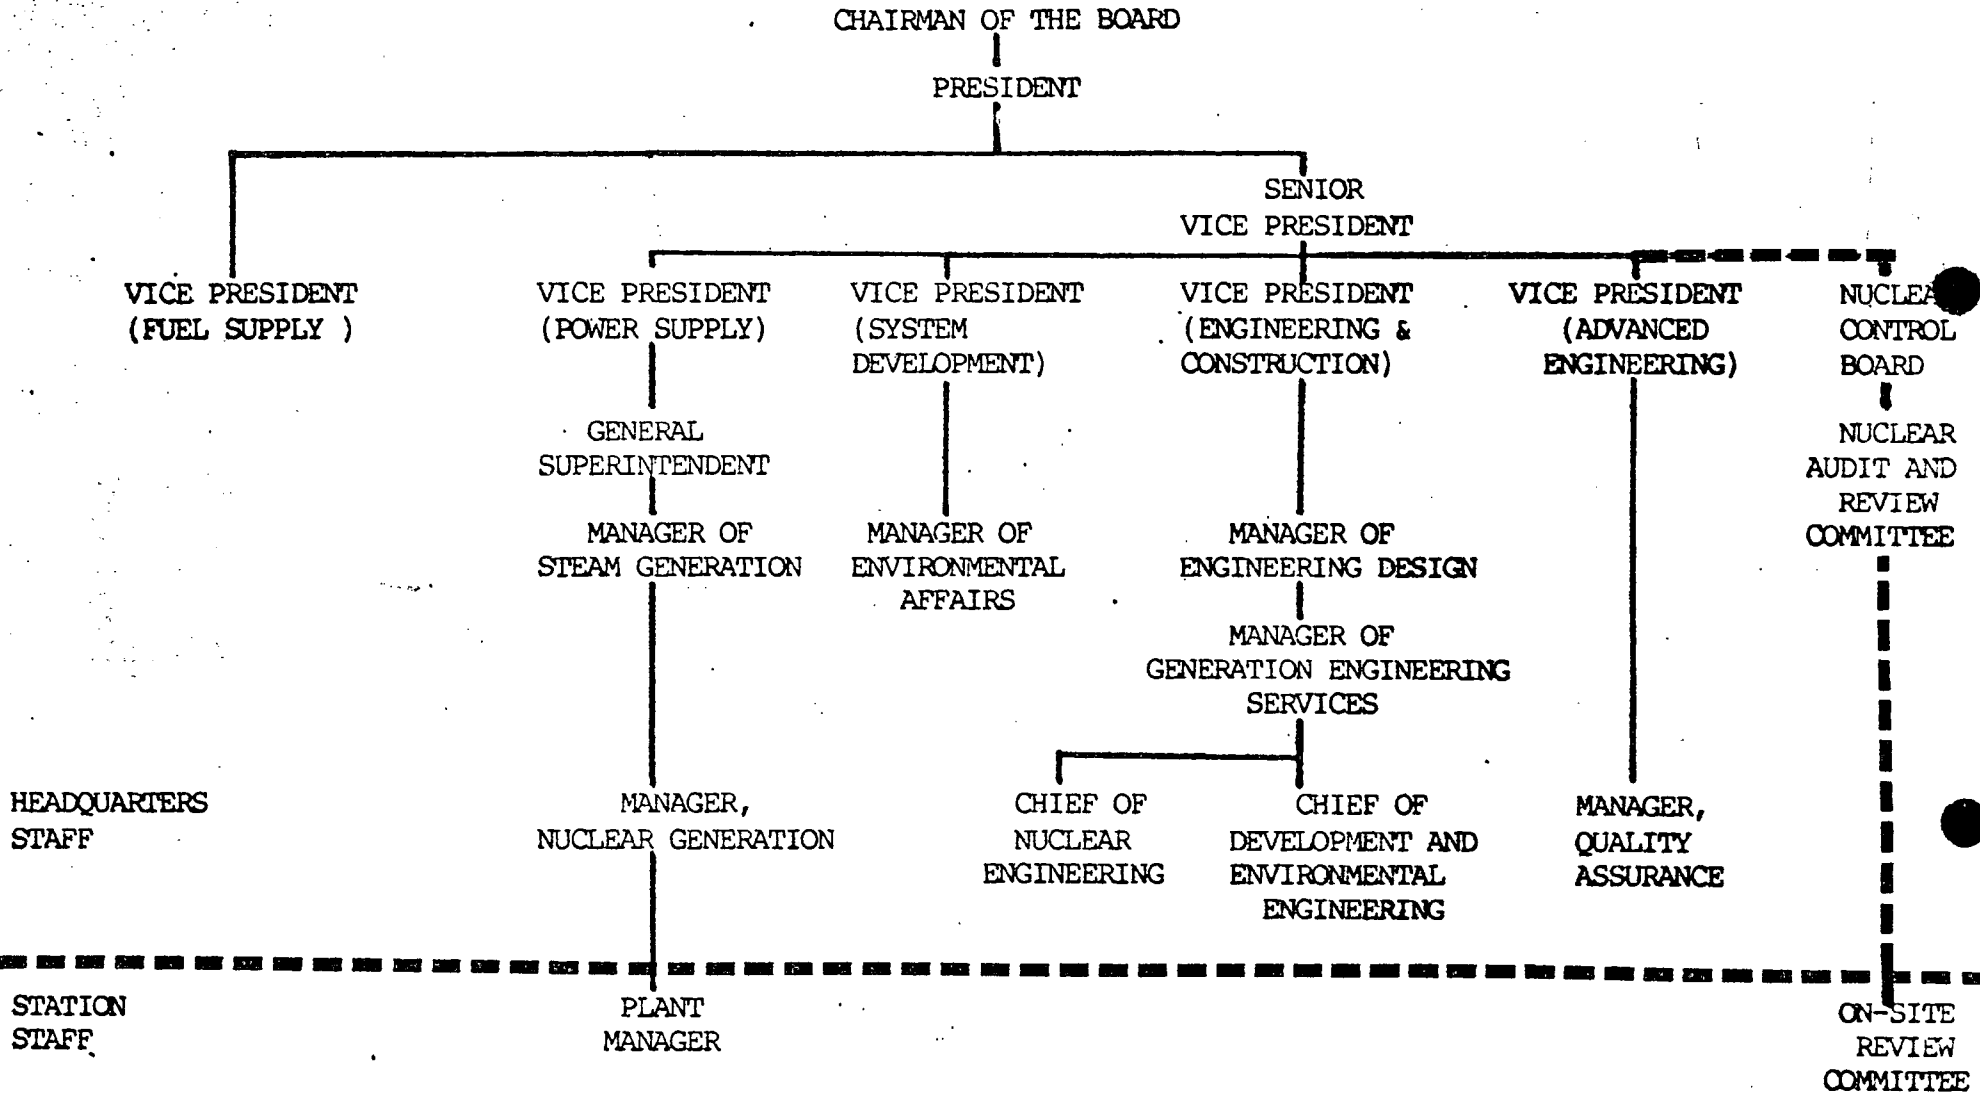 CHAIRMAN OF THE BOARD
PRESIDENT
SENIOR
VICE PRESIDENT
VICE PRESIDENT
(FUEL SUPPLY )
VICE PRESIDENT
(POWER SUPPLY)
VICE PRESIDENT
(SYSTEM
DEVELOPMENT)
VICE PRESIDENT
(ENGINEERING &
CONSTRUCTION)
VICE PRESIDENT
(ADVANCED
ENGINEERING)
NUCLEA
CONTROL
BOARD
GENERAL
SUPERINTENDENT
NUCLEAR
AUDIT AND
REVIEW
COMMITTEE
MANAGER OF
STEAM GENERATION
MANAGER OF
ENVIRONMENTAL
AFFAIRS
MANAGER OF
ENGINEERING DESIGN
MANAGER OF
GENERATION ENGINEERING
SERVICES
HEADQUARTERS
STAFF
MANAGER,
NUCLEAR GENERATION
CHIEF OF
NUCLEAR
ENGINEERING
CHIEF OF
DEVELOPMENT AND
ENVIRONMENTAL
ENGINEERING
MANAGER,
QUALITY
ASSURANCE
STATION
STAFF
PLANT
MANAGER
ON-SITE
REVIEW
COMMITTEE